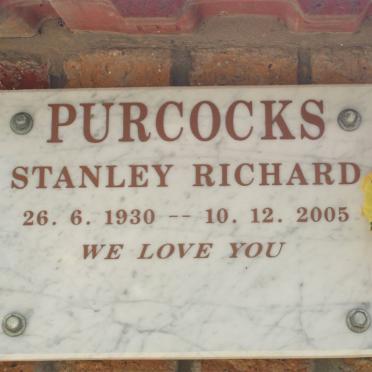 PURCOCKS
STANLEY RICHARD
26. 6. 1930 -- 10. 12. 2005
WE LOVE YOU